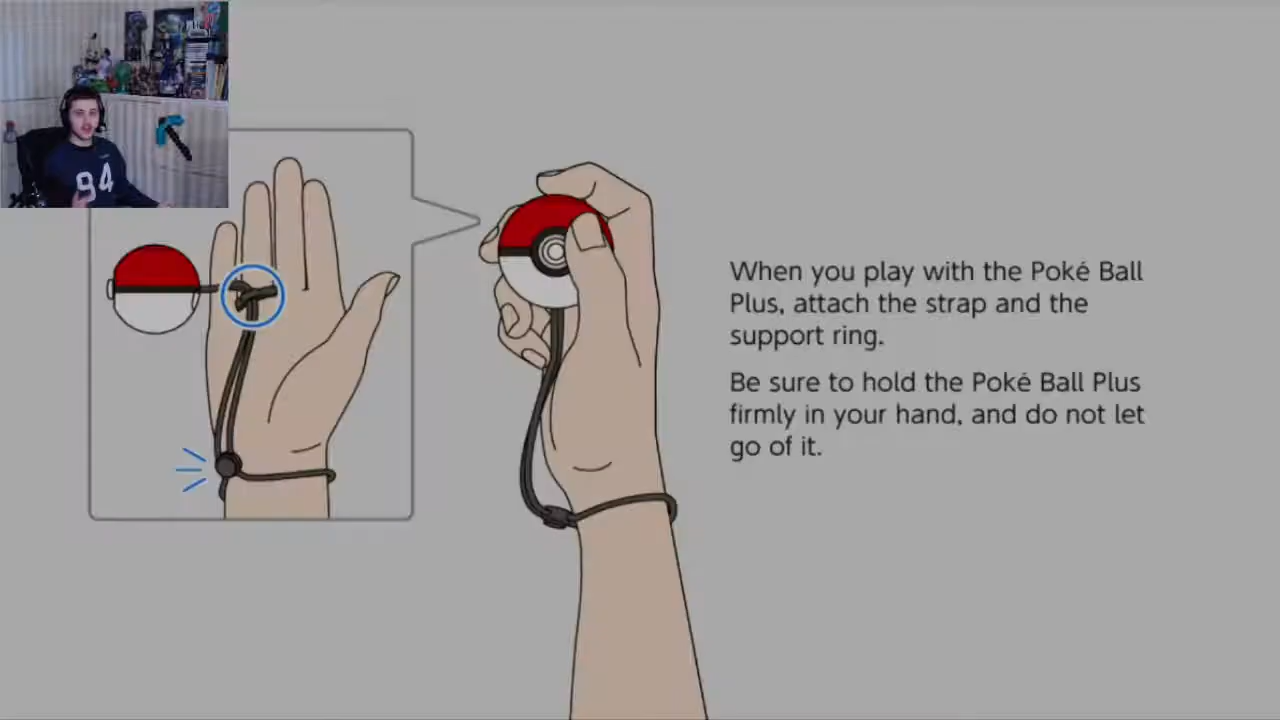 94
When you play with the Poké Ball
Plus, attach the strap and the
support ring.
Be sure to hold the Poké Ball Plus
firmly in your hand, and do not let
go of it.